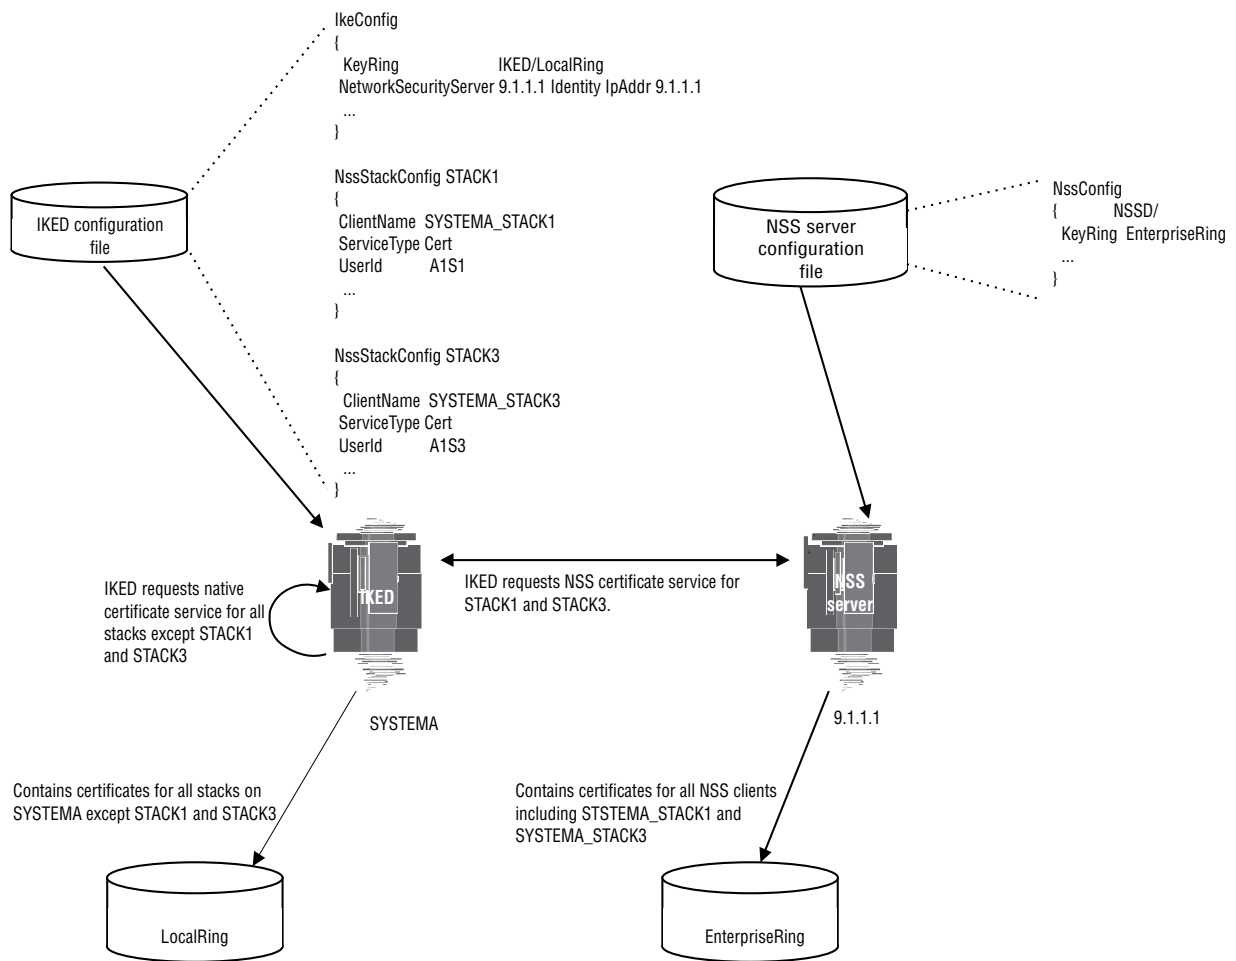 IkeConfig
{
KeyRing IKED/LocalRing
NetworkSecurityServer 9.1.1.1 Identity IpAddr 9.1.1.1
...
}
NssStackConfig STACK1
{
ClientName SYSTEMA_STACK1
ServiceType Cert
UserId A1S1
...
}
NssStackConfig STACK3
{
ClientName SYSTEMA_STACK3
ServiceType Cert
UserId A1S3
...
}
IKED configuration
file
NSS server
configuration
file
NssConfig
{ NSSD/
KeyRing EnterpriseRing
...
}
IKED requests native
certificate service for all
stacks except STACK1
and STACK3
IKED
IKED requests NSS certificate service for
STACK1 and STACK3.
NSS
server
SYSTEMA
9.1.1.1
Contains certificates for all stacks on
SYSTEMA except STACK1 and STACK3
Contains certificates for all NSS clients
including STSTEMA_STACK1 and
SYSTEMA_STACK3
LocalRing
EnterpriseRing